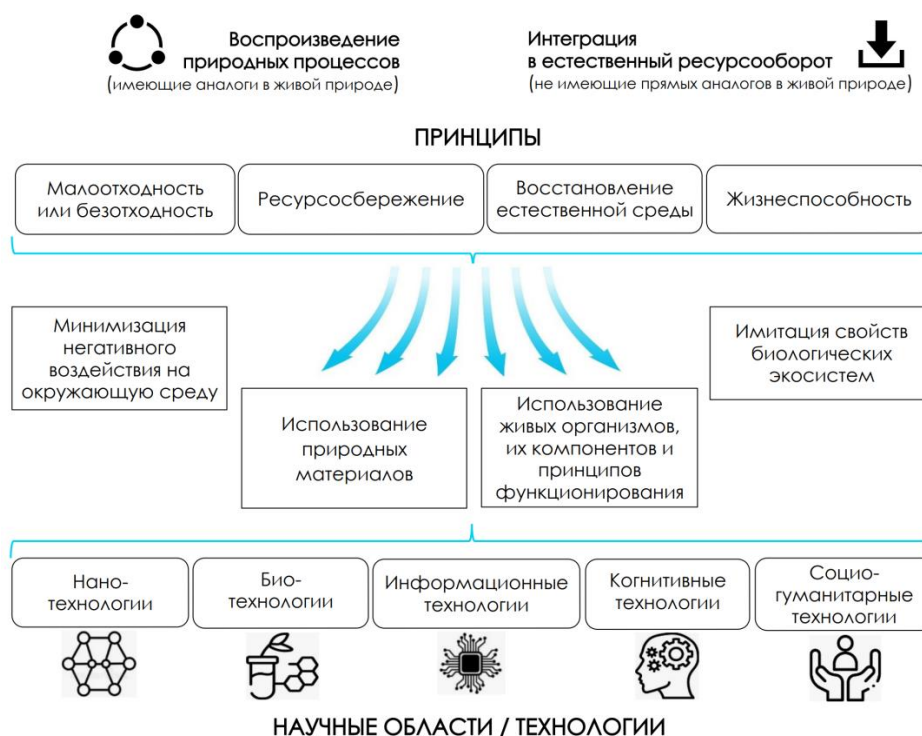 Воспроизведение
природных процессов
(имеющие аналоги в живой природе)
Интеграция
в естественный ресурсооборот
(не имеющие прямых аналогов в живой природе)
ПРИНЦИПЫ
Малоотходность
или безотходность
Ресурсосбережение
Восстановление
естественной среды
Жизнеспособность
Минимизация
негативного
воздействия на
окружающую среду
Использование
природных
материалов
Использование
живых организмов,
их компонентов и
принципов
функционирования
Имитация свойств
биологических
экосистем
Нано-
технологии
Био-
технологии
Информационные
технологии
Когнитивные
технологии
Социо-
гуманитарные
технологии
НАУЧНЫЕ ОБЛАСТИ / ТЕХНОЛОГИИ